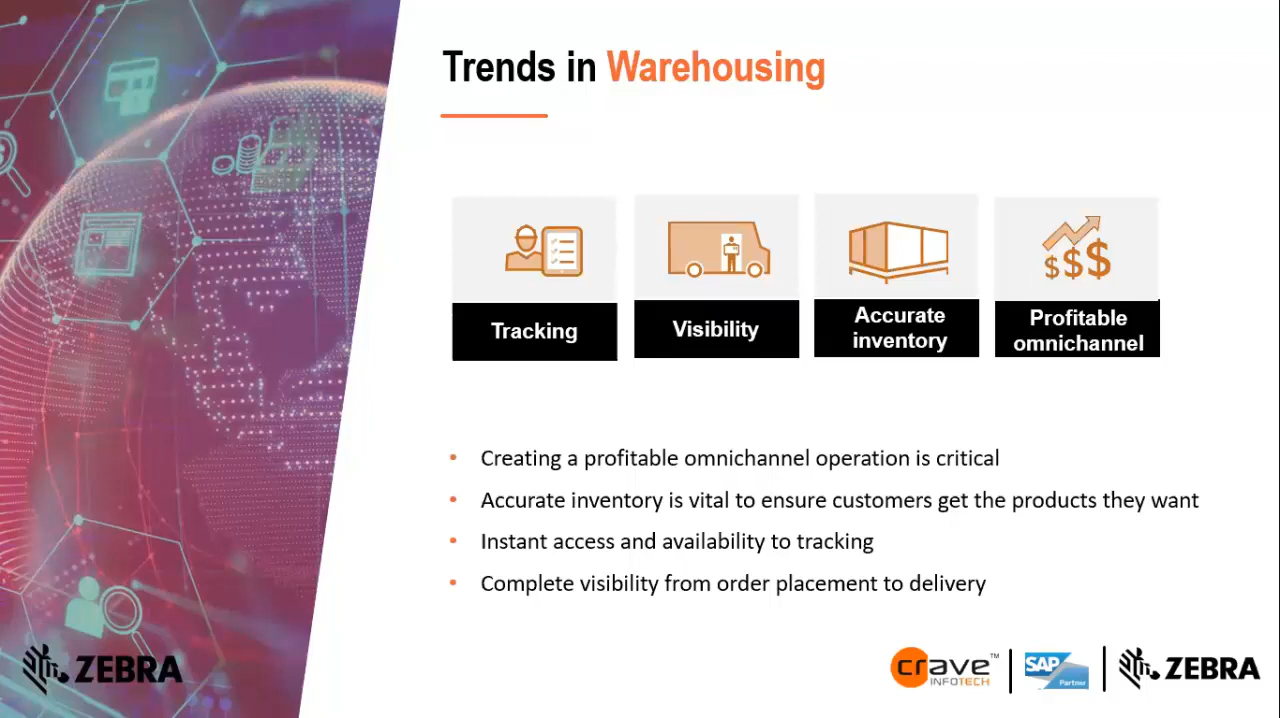 Trends in Warehousing
Tracking
Visibility
Accurate
inventory
Profitable
omnichannel
$$$
• Creating a profitable omnichannel operation is critical
• Accurate inventory is vital to ensure customers get the products they want
• Instant access and availability to tracking
• Complete visibility from order placement to delivery
ZEBRA
crave™
INFOTECH
SAP
Partner
ZEBRA